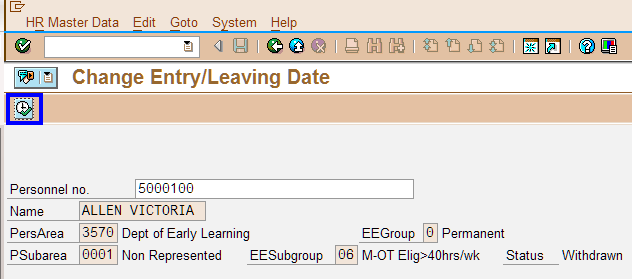 HR Master Data Edit Goto System Help
Change Entry/Leaving Date
Personnel no. 5000100
Name ALLEN VICTORIA
PersArea 3570 Dept of Early Learning EEGroup 0 Permanent
PSubarea 0001 Non Represented EESubgroup 06 M-OT Elig>40hrs/wk Status Withdrawn